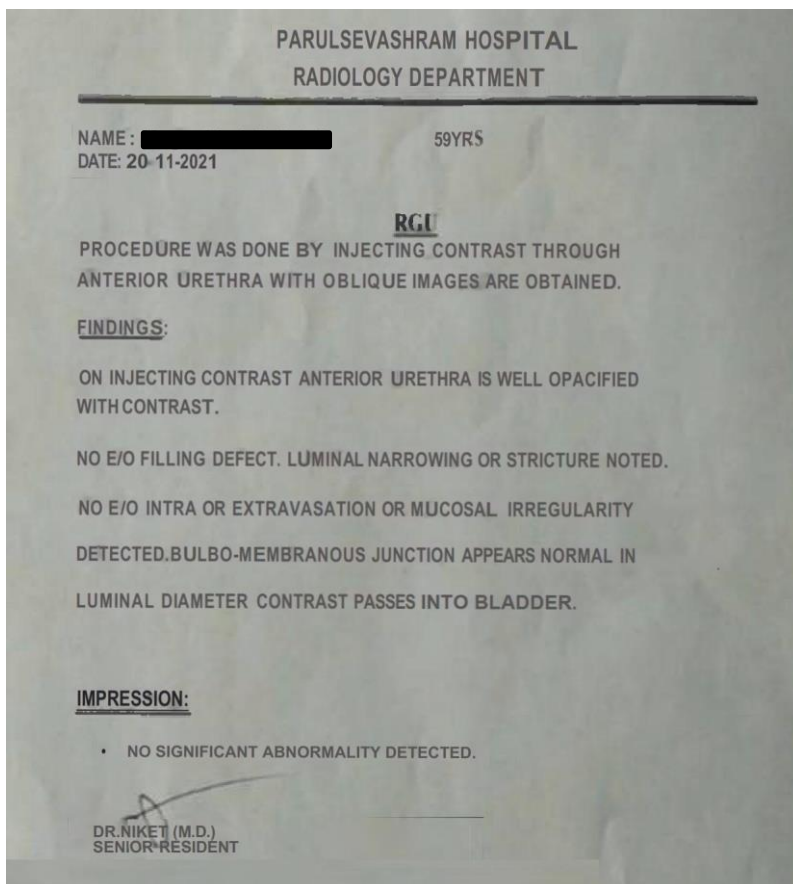 PARULSEVASHRAM HOSPITAL
RADIOLOGY DEPARTMENT
NAME :
59YRS
DATE: 20-11-2021
RGU
PROCEDURE WAS DONE BY INJECTING CONTRAST THROUGH
ANTERIOR URETHRA WITH OBLIQUE IMAGES ARE OBTAINED.
FINDINGS:
ON INJECTING CONTRAST ANTERIOR URETHRA IS WELL OPACIFIED
WITH CONTRAST.
NO E/O FILLING DEFECT. LUMINAL NARROWING OR STRICTURE NOTED.
NO E/O INTRA OR EXTRAVASATION OR MUCOSAL IRREGULARITY
DETECTED.BULBO-MEMBRANOUS JUNCTION APPEARS NORMAL IN
LUMINAL DIAMETER CONTRAST PASSES INTO BLADDER.
IMPRESSION:
• NO SIGNIFICANT ABNORMALITY DETECTED.
DR.NIKET (M.D.)
SENIOR RESIDENT